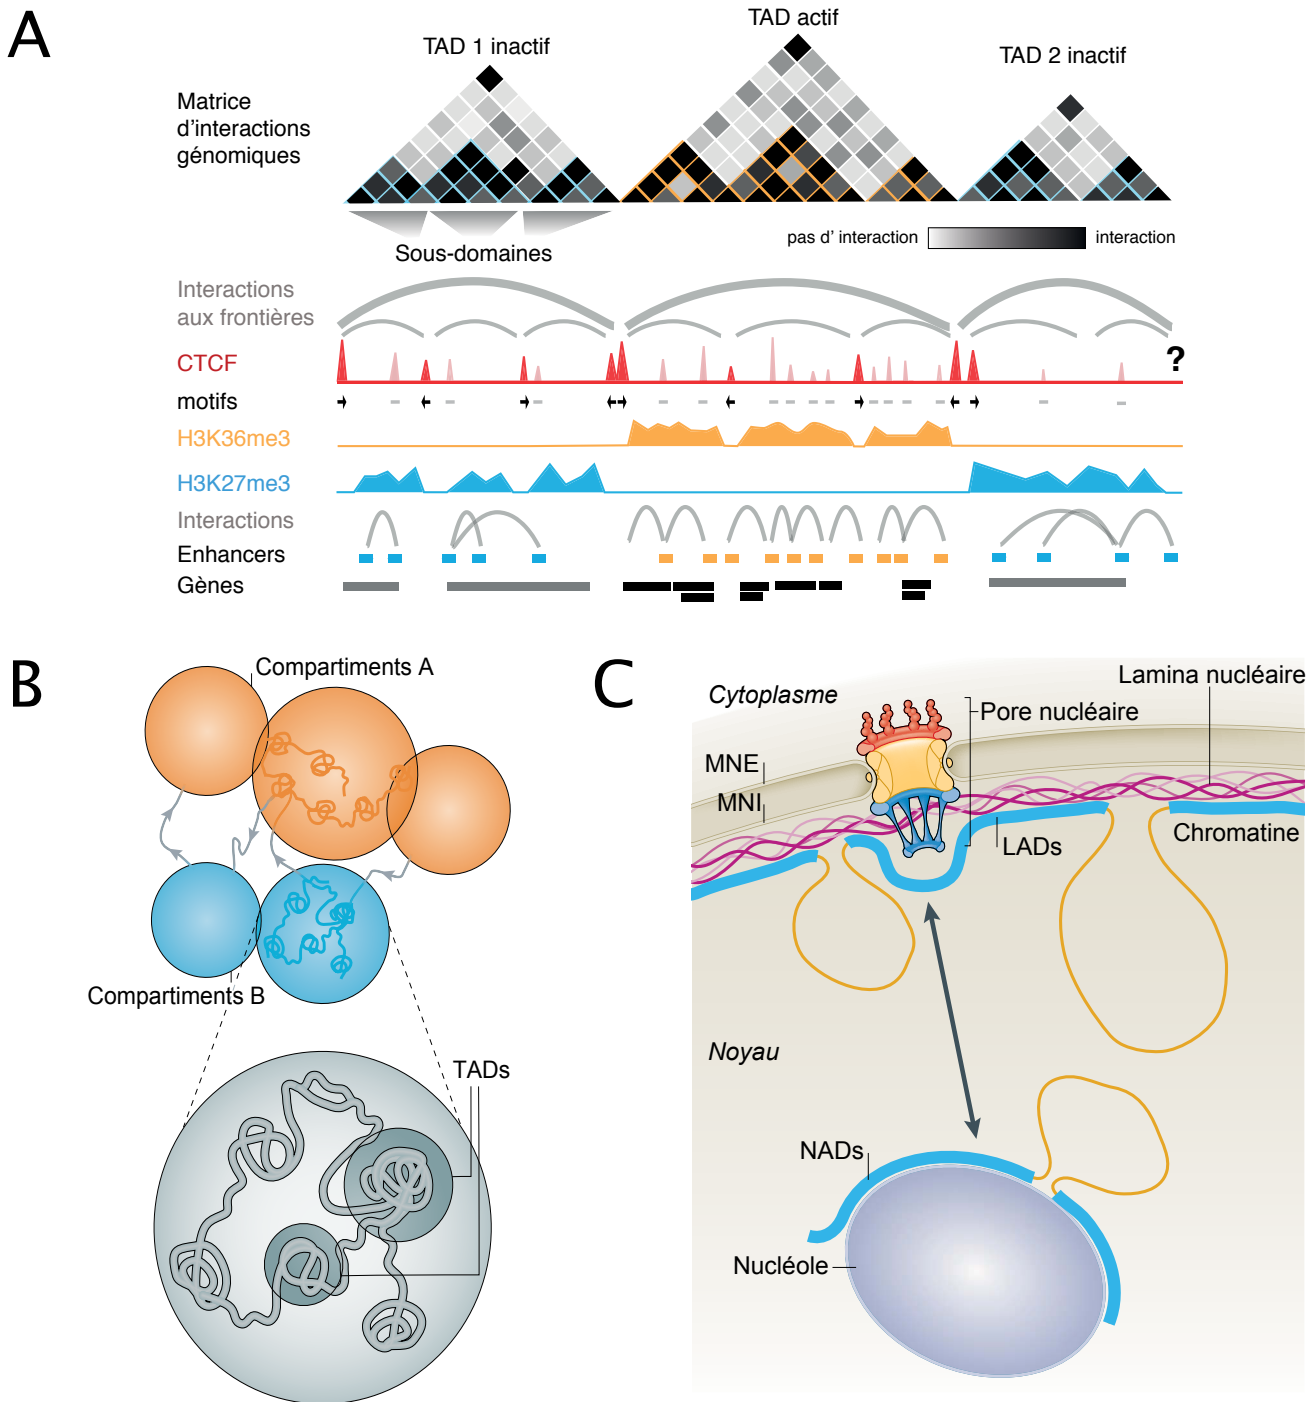 A
TAD 1 inactif
TAD actif
TAD 2 inactif
Matrice
d'interactions
génomiques
Sous-domaines
pas d' interaction
interaction
Interactions
aux frontières
CTCF
?
motifs
H3K36me3
H3K27me3
Interactions
Enhancers
Gènes
B
Compartiments A
Compartiments B
TADs
C
Cytoplasme
Lamina nucléaire
Pore nucléaire
MNE
MNI
LADs
Chromatine
Noyau
NADs
Nucléole